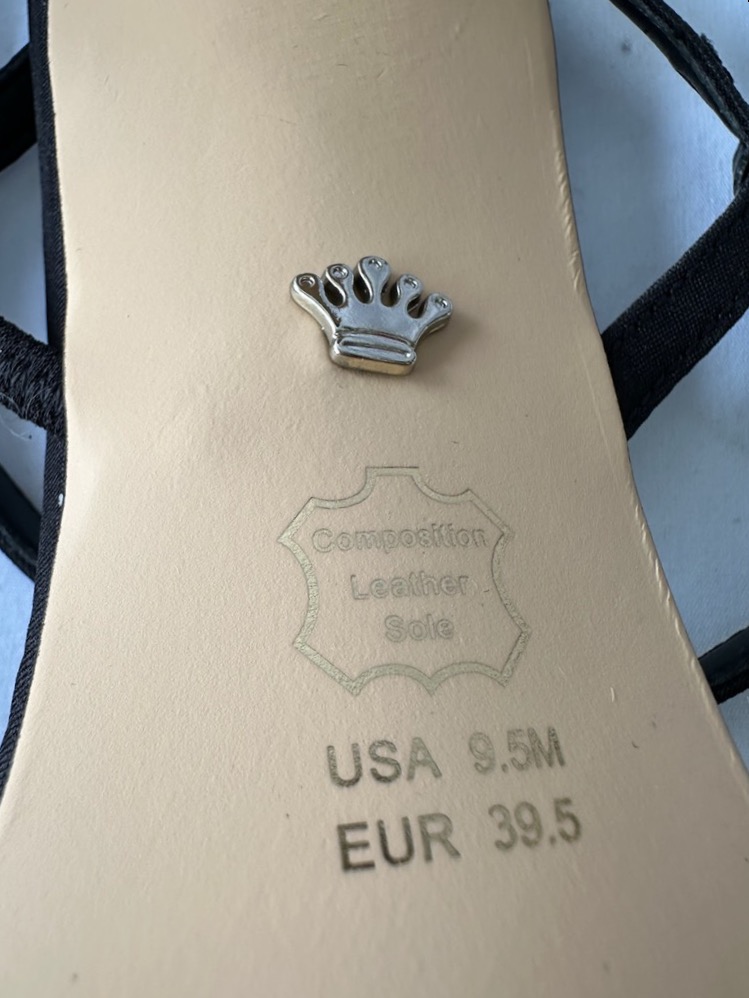 Composition
Leather
Sole
USA 9.5M
EUR 39.5